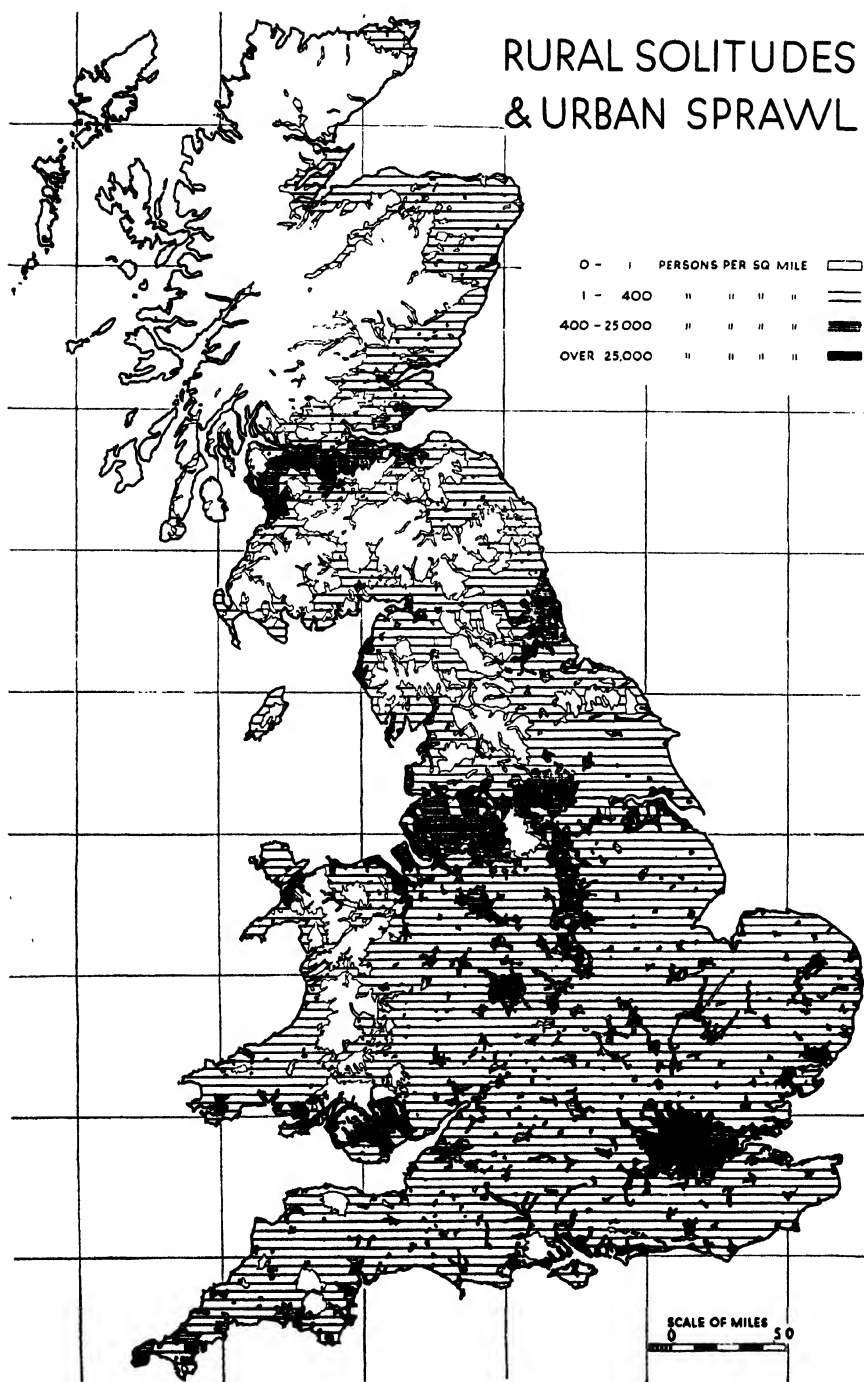 RURAL SOLITUDES
& URBAN SPRAWL
0 - 1 PERSONS PER SQ MILE
1 - 400 " " " "
400 - 25000 " " " "
OVER 25,000 " " " "
SCALE OF MILES
0 50